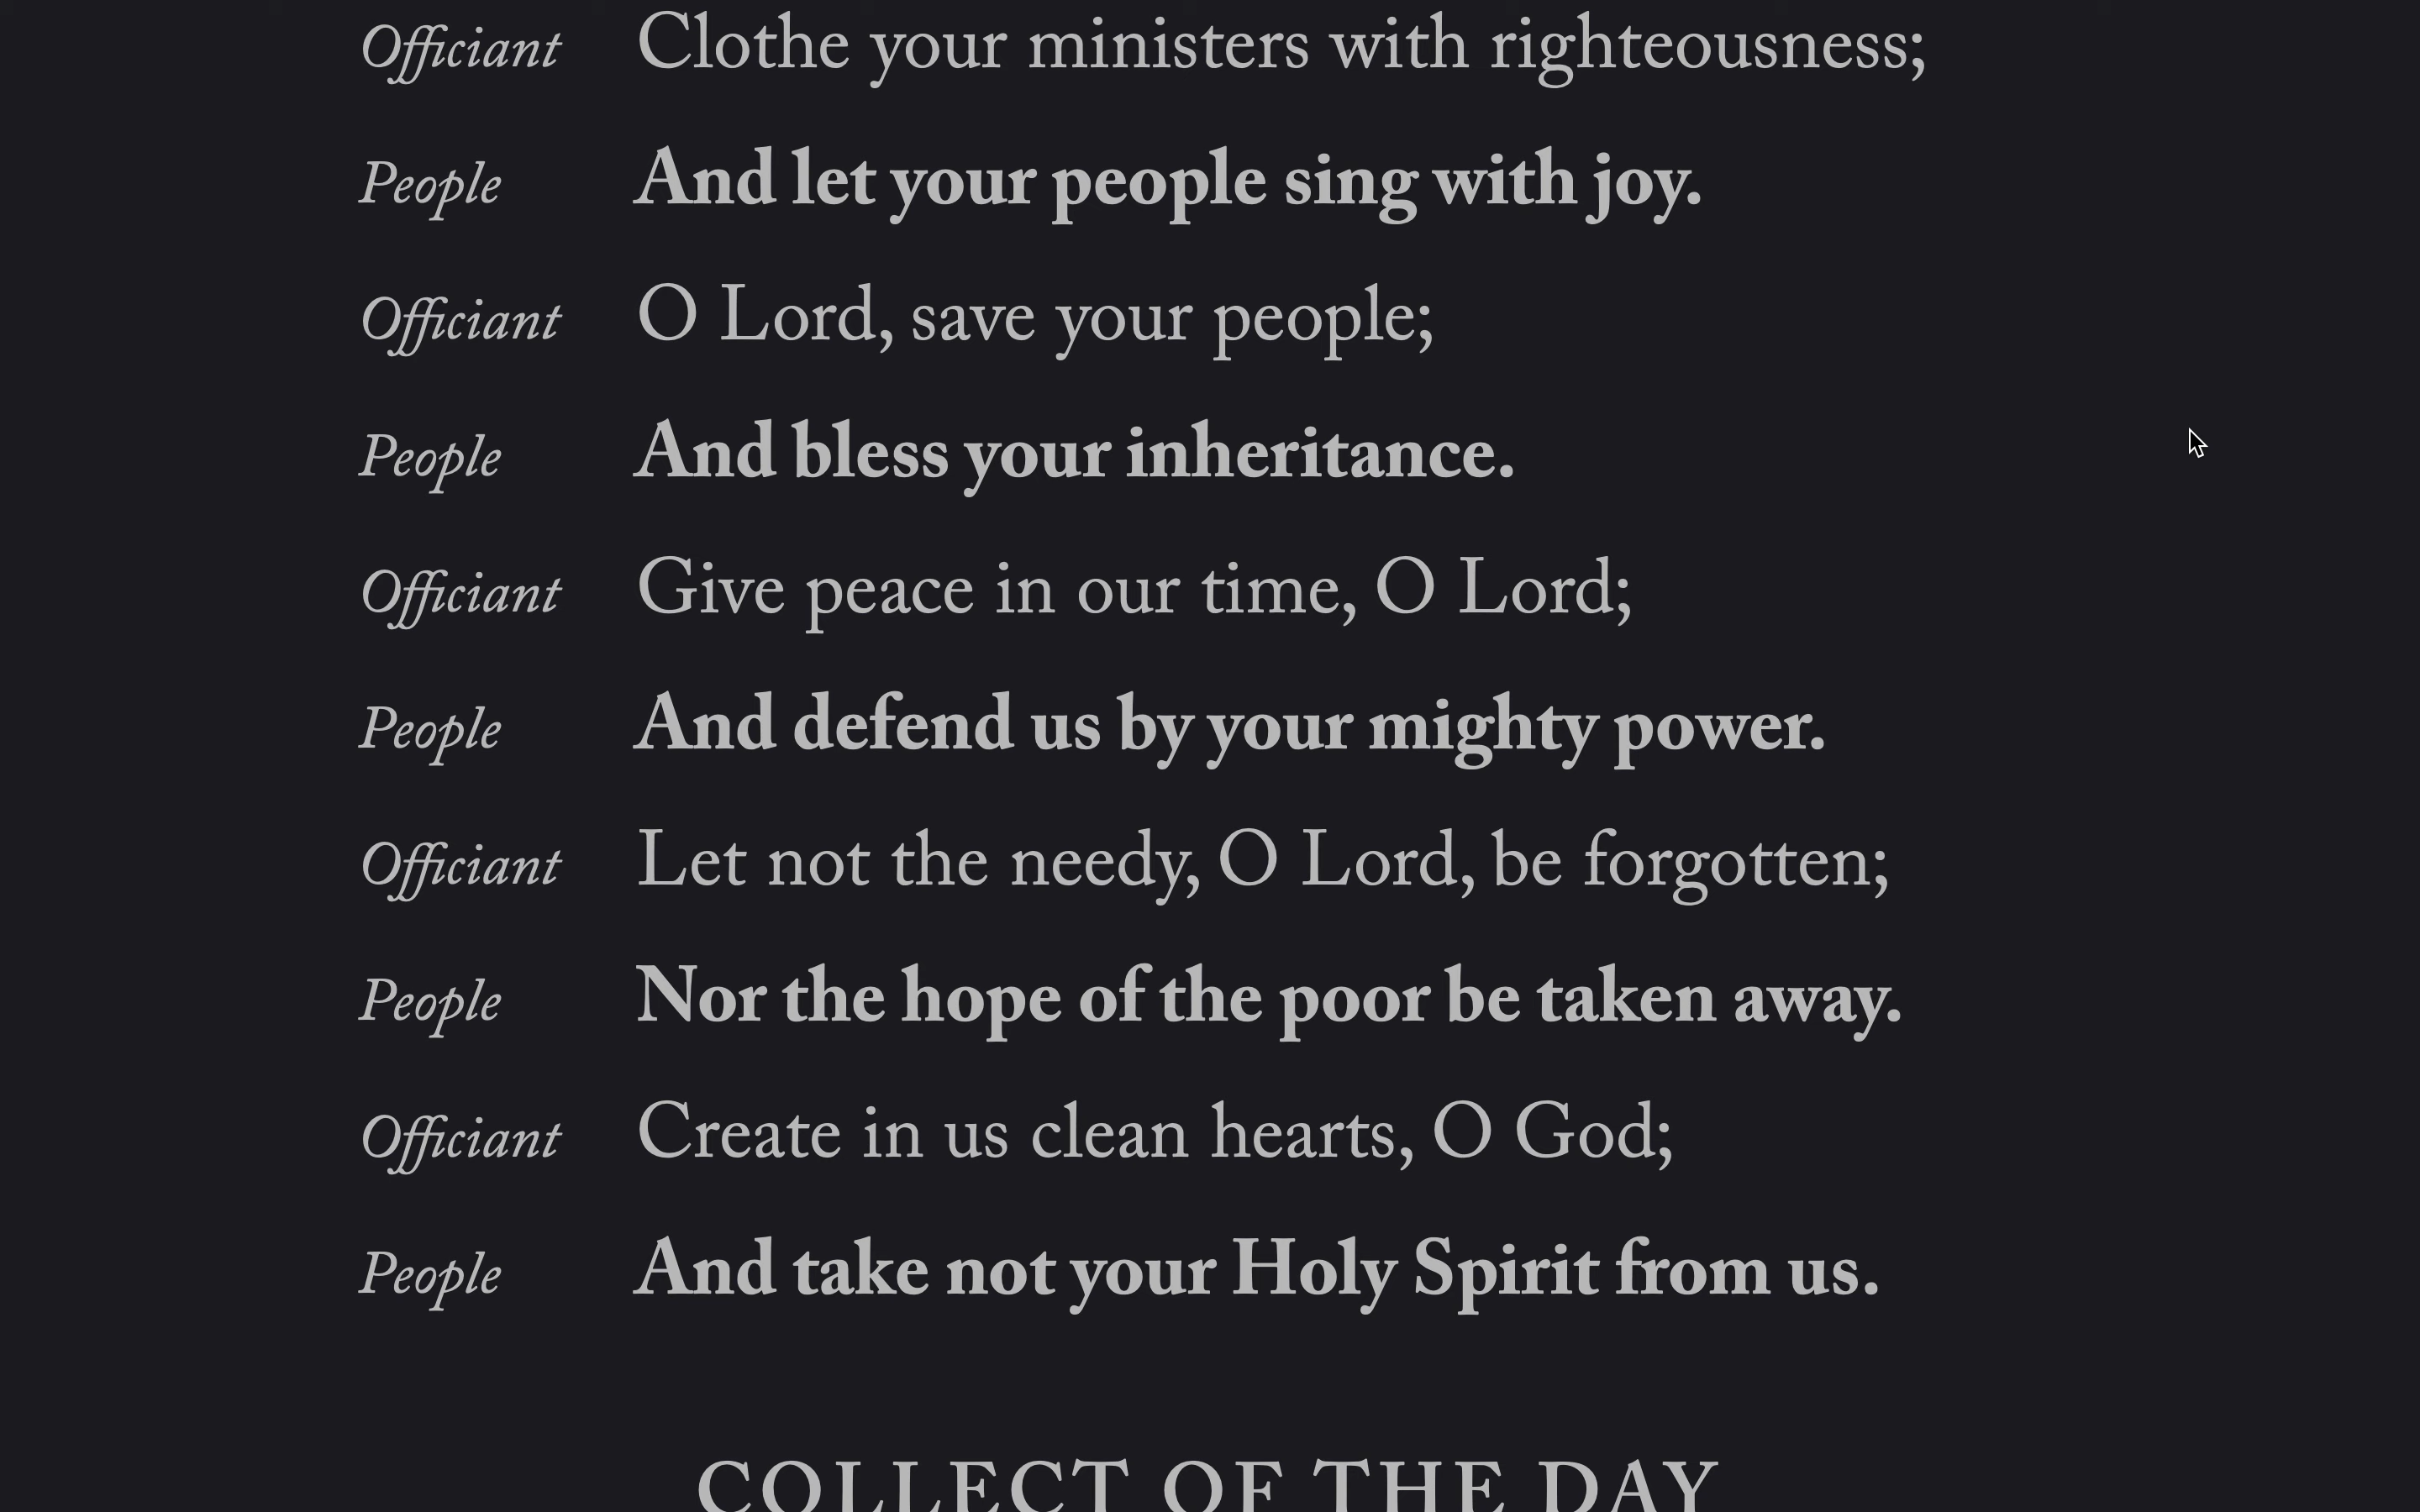 Officiant Clothe your ministers with righteousness;
People And let your people sing with joy.
Officiant O Lord, save your people;
People And bless your inheritance.
Officiant Give peace in our time, O Lord;
People And defend us by your mighty power.
Officiant Let not the needy, O Lord, be forgotten;
People Nor the hope of the poor be taken away.
Officiant Create in us clean hearts, O God;
People And take not your Holy Spirit from us.
COLLECT OF THE DAY